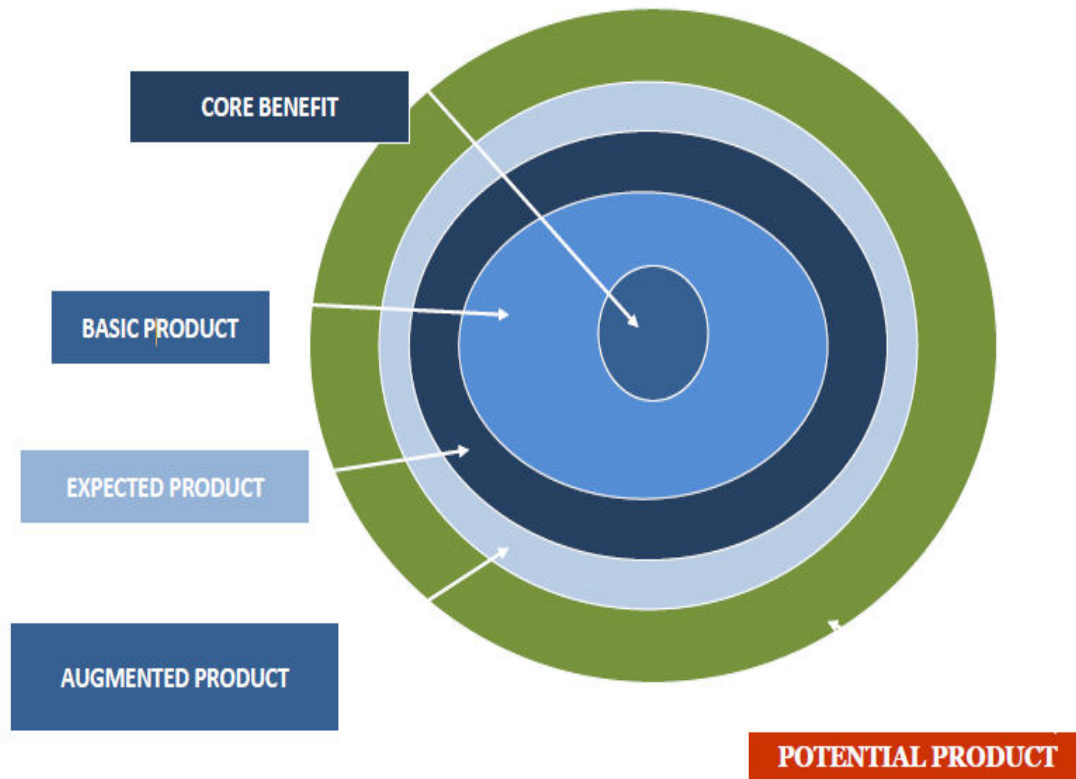 CORE BENEFIT
BASIC PRODUCT
EXPECTED PRODUCT
AUGMENTED PRODUCT
POTENTIAL PRODUCT